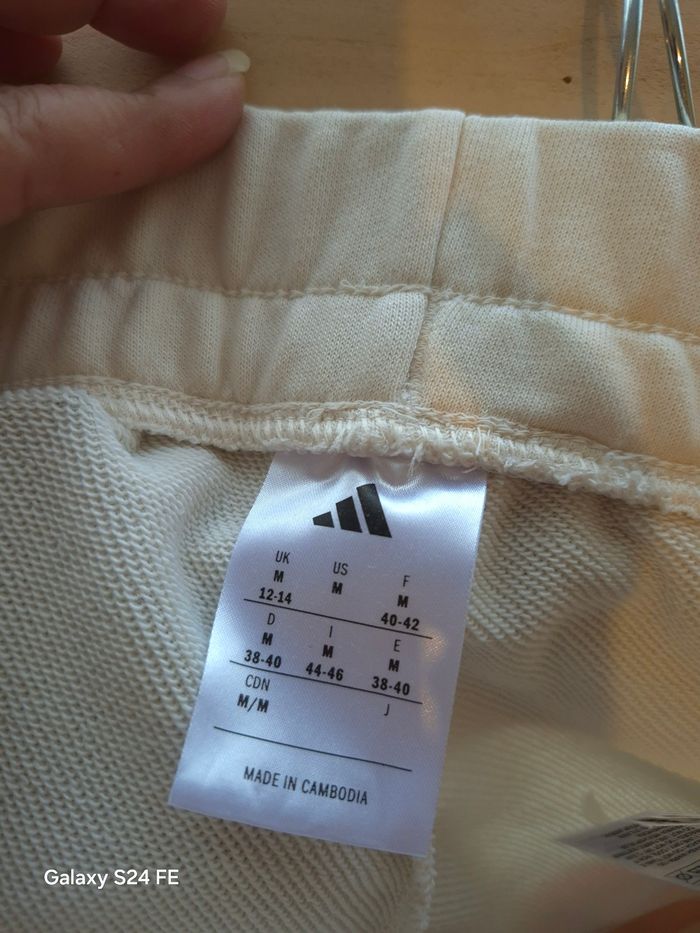 UK US F
M M M
12-14 40-42
D I E
M M M
38-40 44-46 38-40
CDN J
M/M
MADE IN CAMBODIA
Galaxy S24 FE